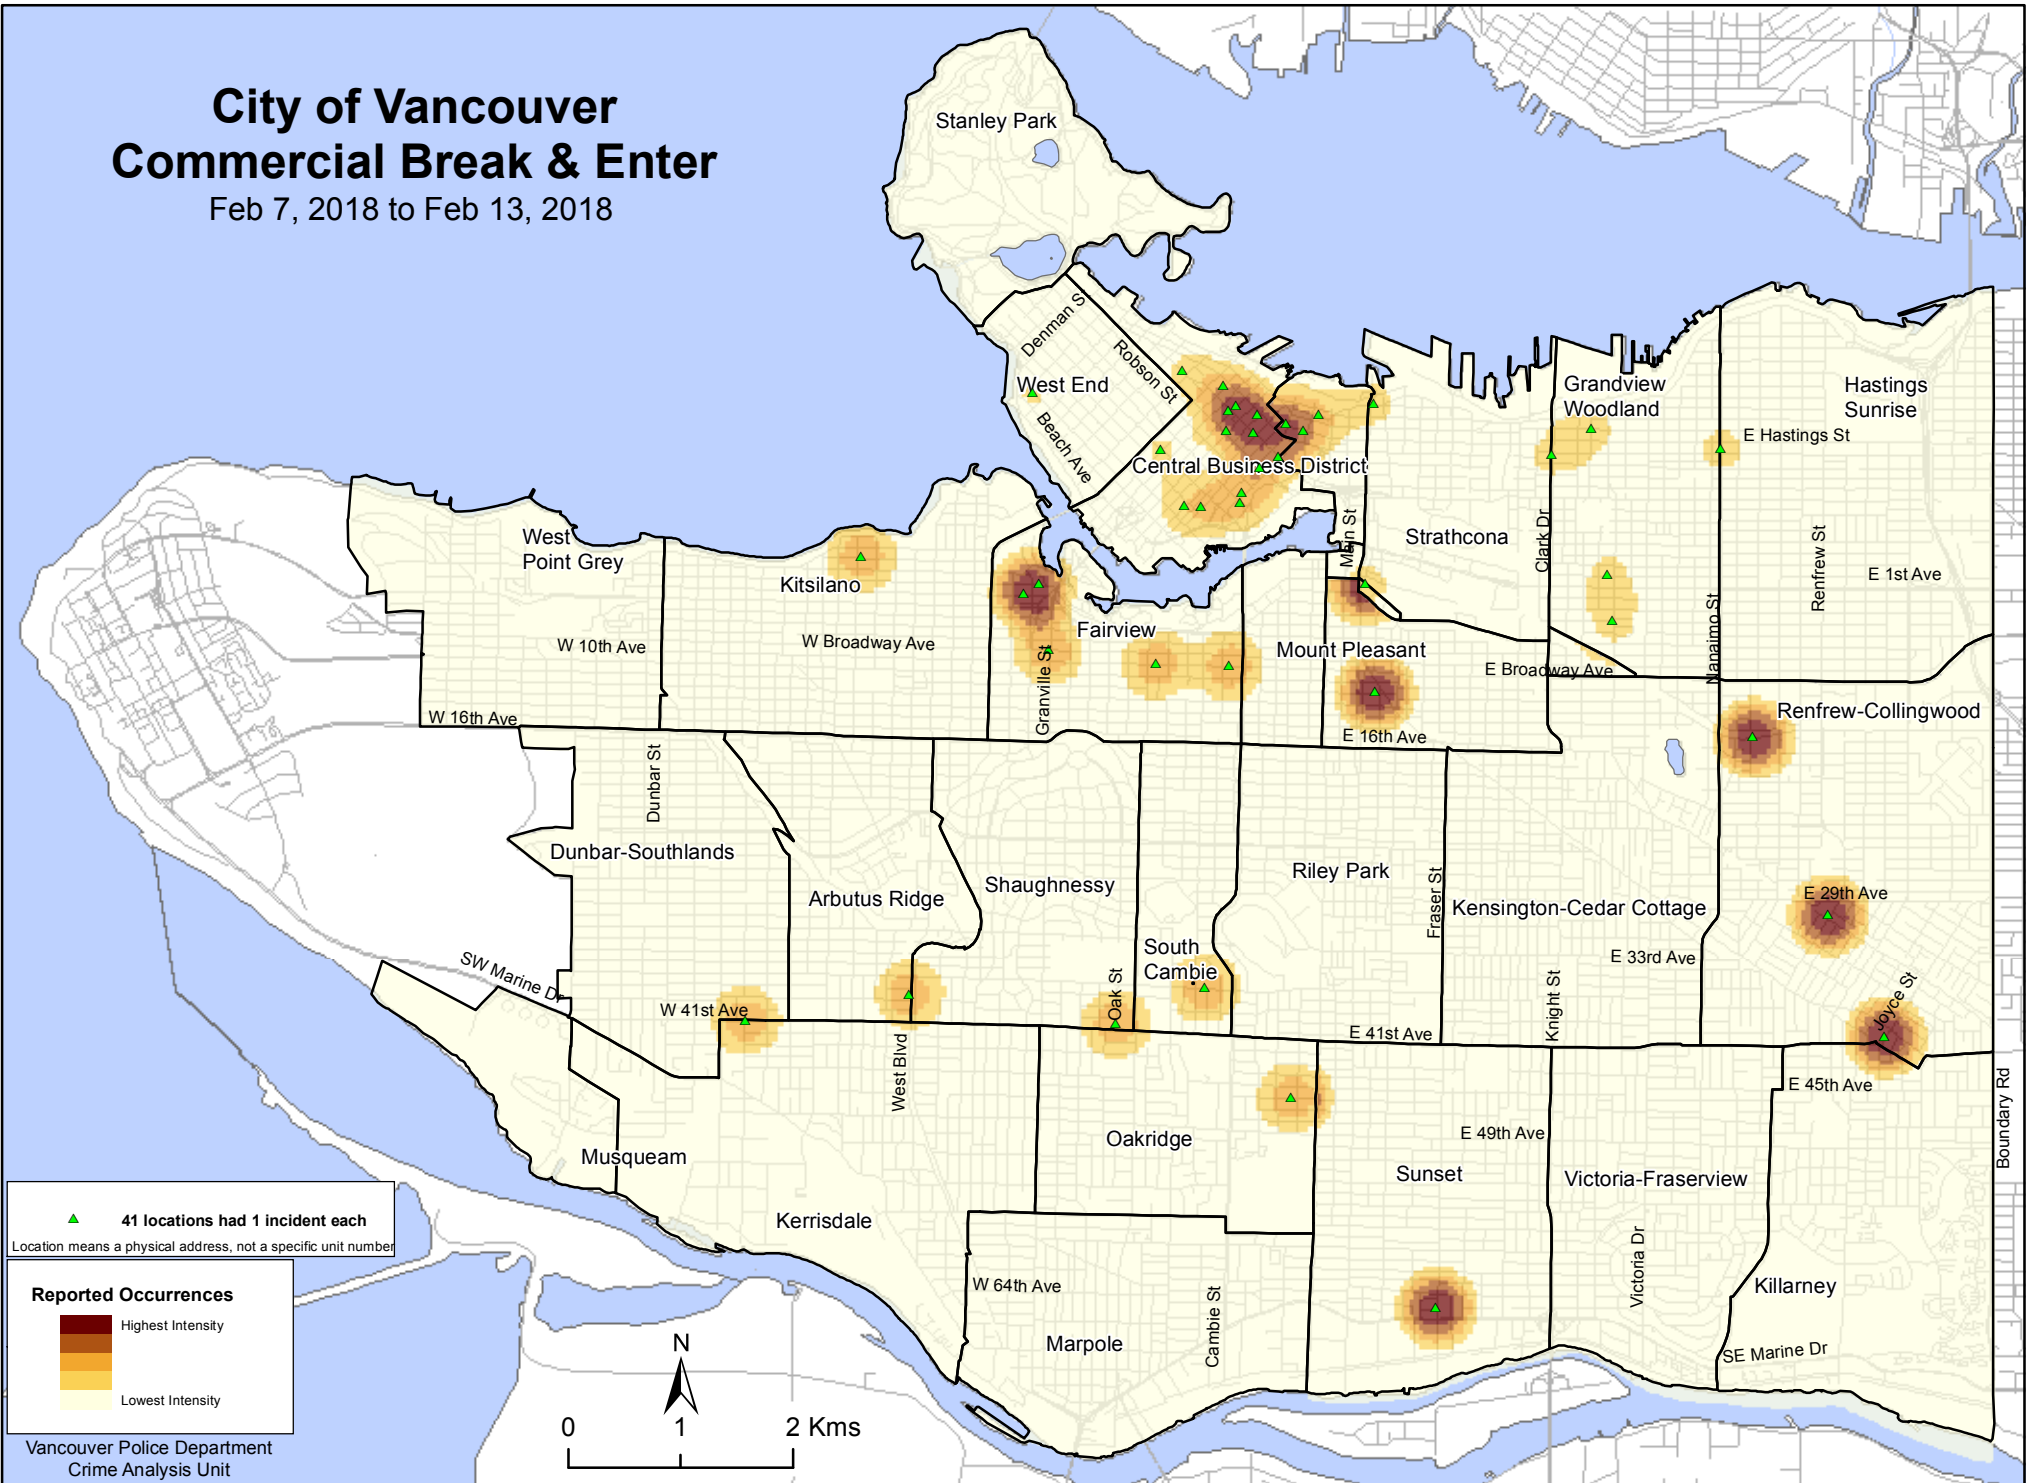 City of Vancouver
Commercial Break & Enter
Feb 7, 2018 to Feb 13, 2018
Stanley Park
Denman S
Robson St
West End
Beach Ave
Central Business District
Grandview
Woodland
Hastings
Sunrise
E Hastings St
West
Point Grey
Kitsilano
Main St
Strathcona
Clark Dr
Renfrew St
E 1st Ave
Nanaimo St
W 10th Ave
W Broadway Ave
Fairview
Granville St
Mount Pleasant
E Broadway Ave
W 16th Ave
E 16th Ave
Renfrew-Collingwood
Dunbar St
Dunbar-Southlands
Arbutus Ridge
Shaughnessy
Riley Park
Fraser St
Kensington-Cedar Cottage
E 29th Ave
South
Cambie
E 33rd Ave
SW Marine Dr
W 41st Ave
Oak St
Knight St
Joyce St
E 41st Ave
West Blvd
E 45th Ave
Boundary Rd
Oakridge
E 49th Ave
Musqueam
Sunset
Victoria-Fraserview
Kerrisdale
Victoria Dr
W 64th Ave
Cambie St
Killarney
Marpole
SE Marine Dr
41 locations had 1 incident each
Location means a physical address, not a specific unit number
Reported Occurrences
Highest Intensity
Lowest Intensity
Vancouver Police Department
Crime Analysis Unit
N
0 1 2 Kms